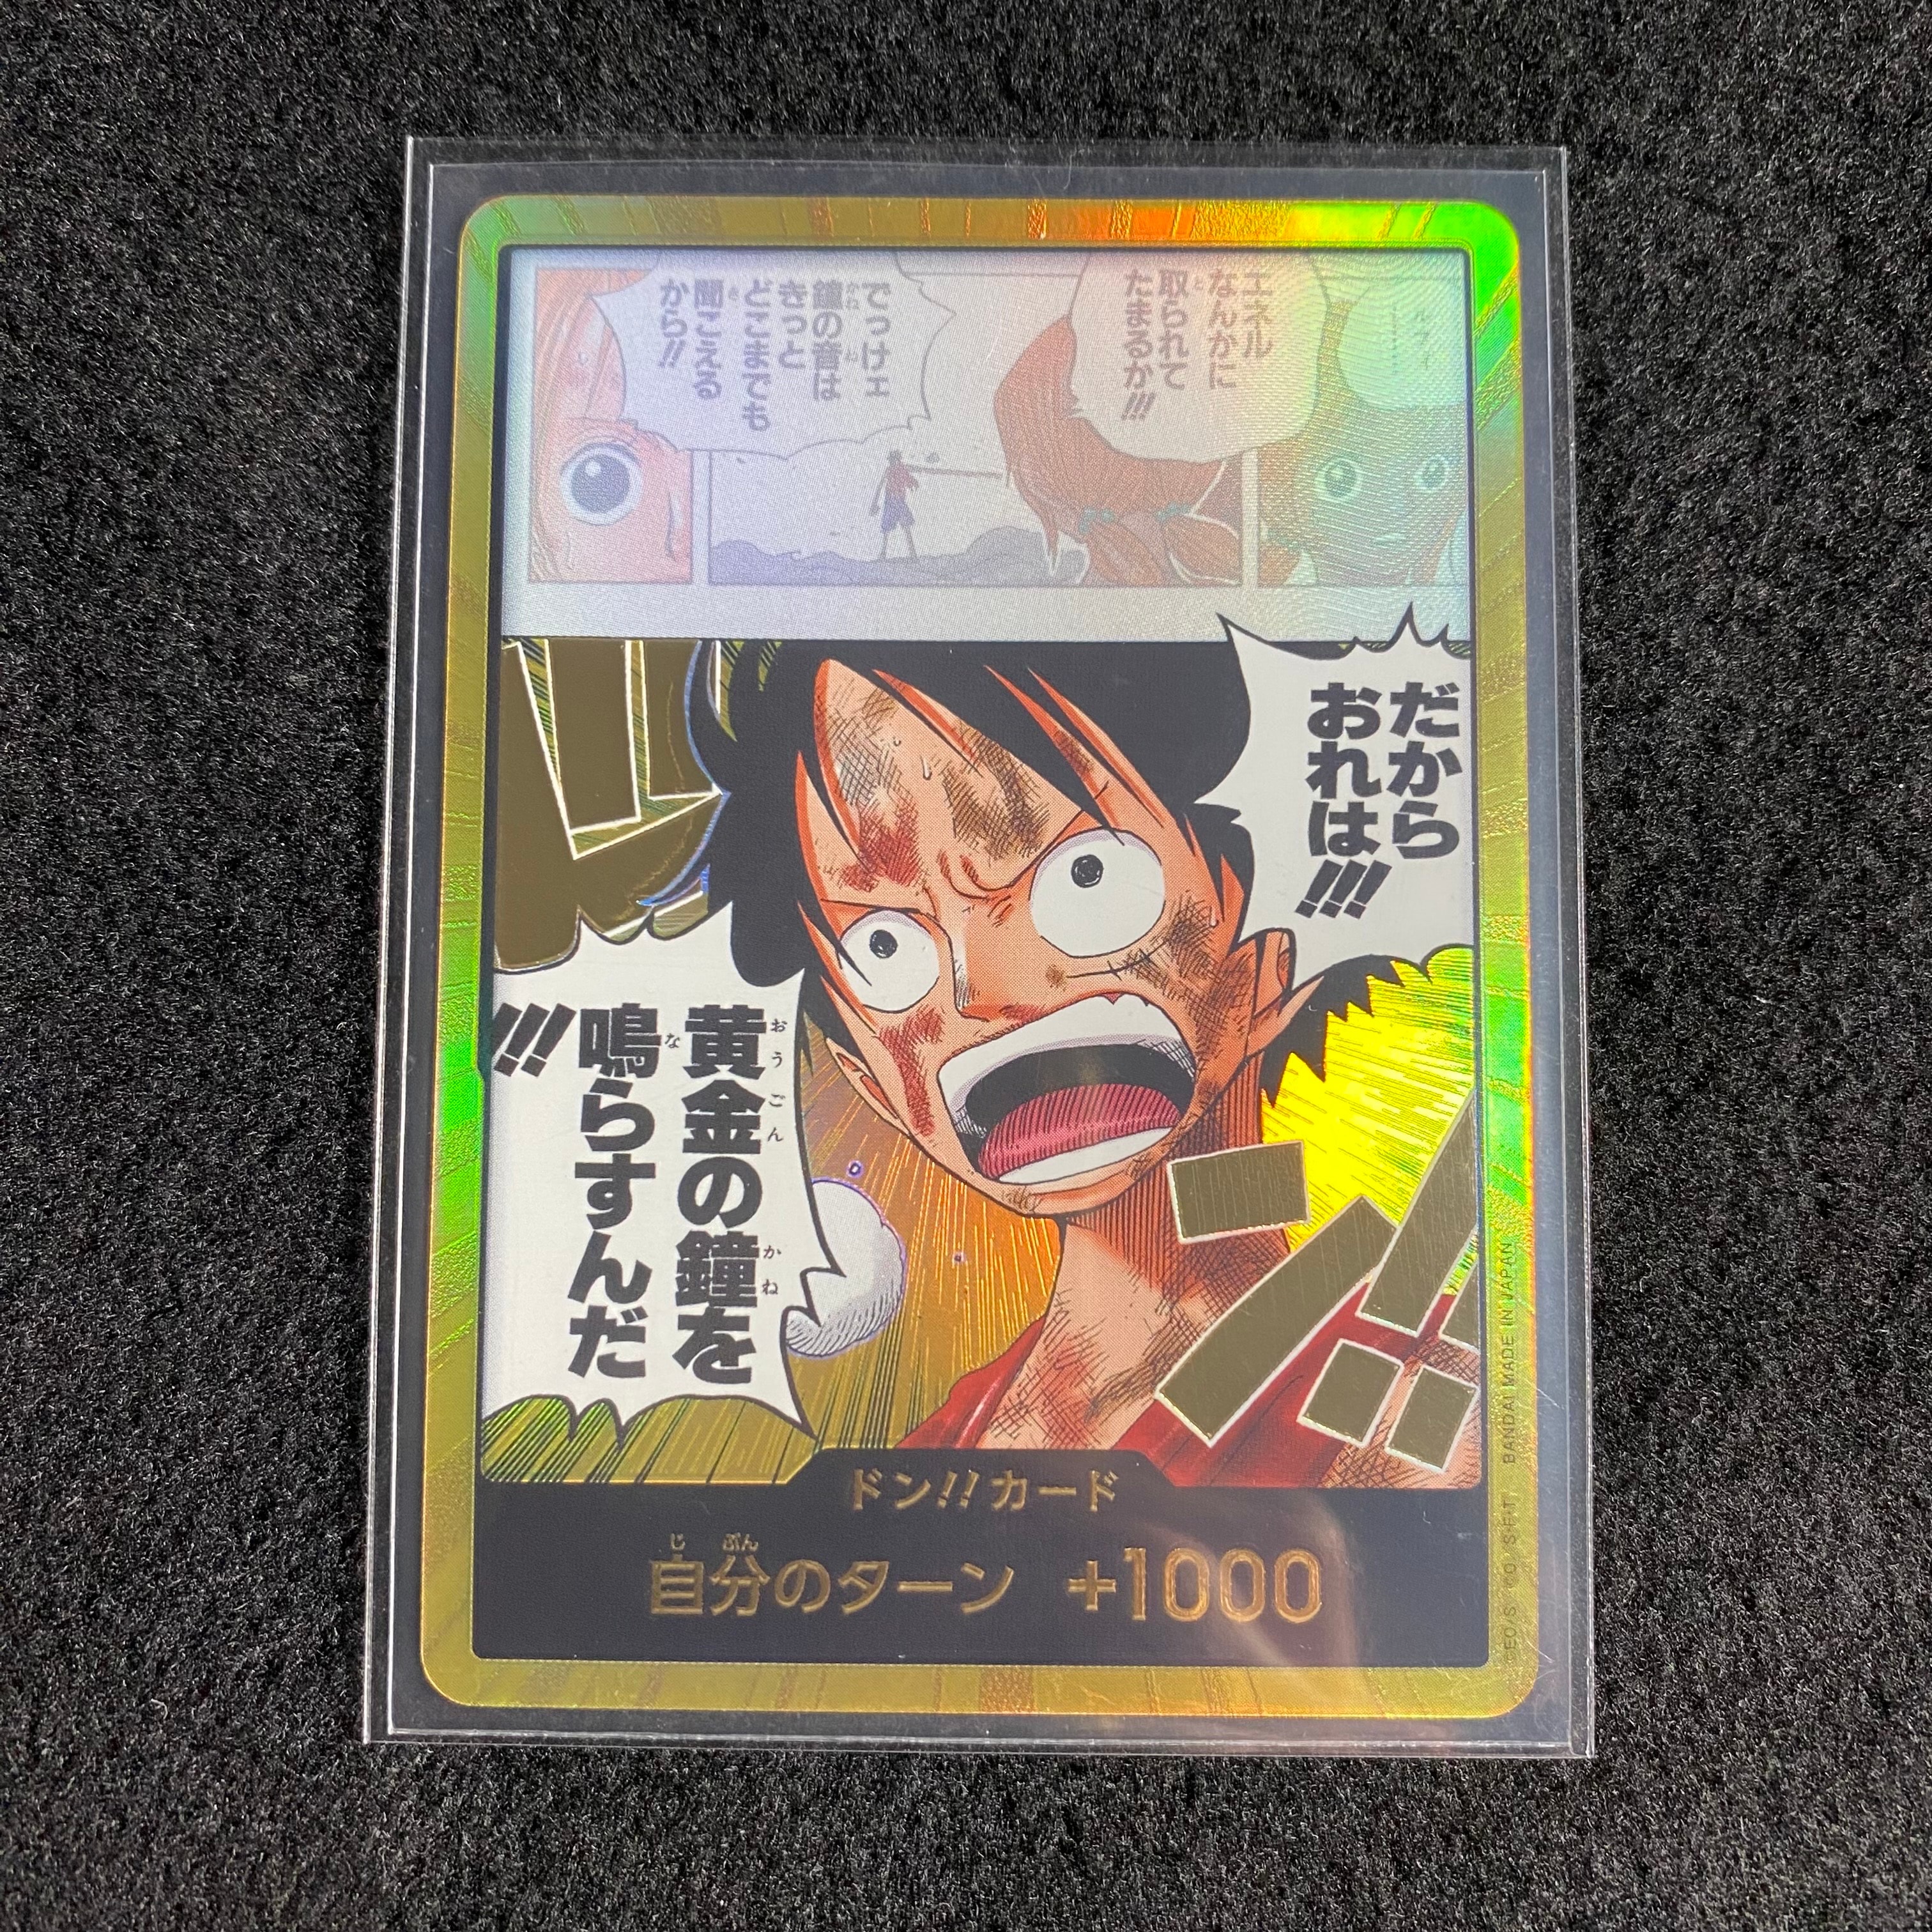 エネル
なんかに
取られて
たまるか!!!
でっけェ
鐘の音は
きっと
どこまでも
聞こえる
から!!
だから
おれは!!!
黄金の鐘を
鳴らすんだ
!!!
ドン!!
ドン!!カード
自分のターン +1000
BANDAI MADE IN JAPAN